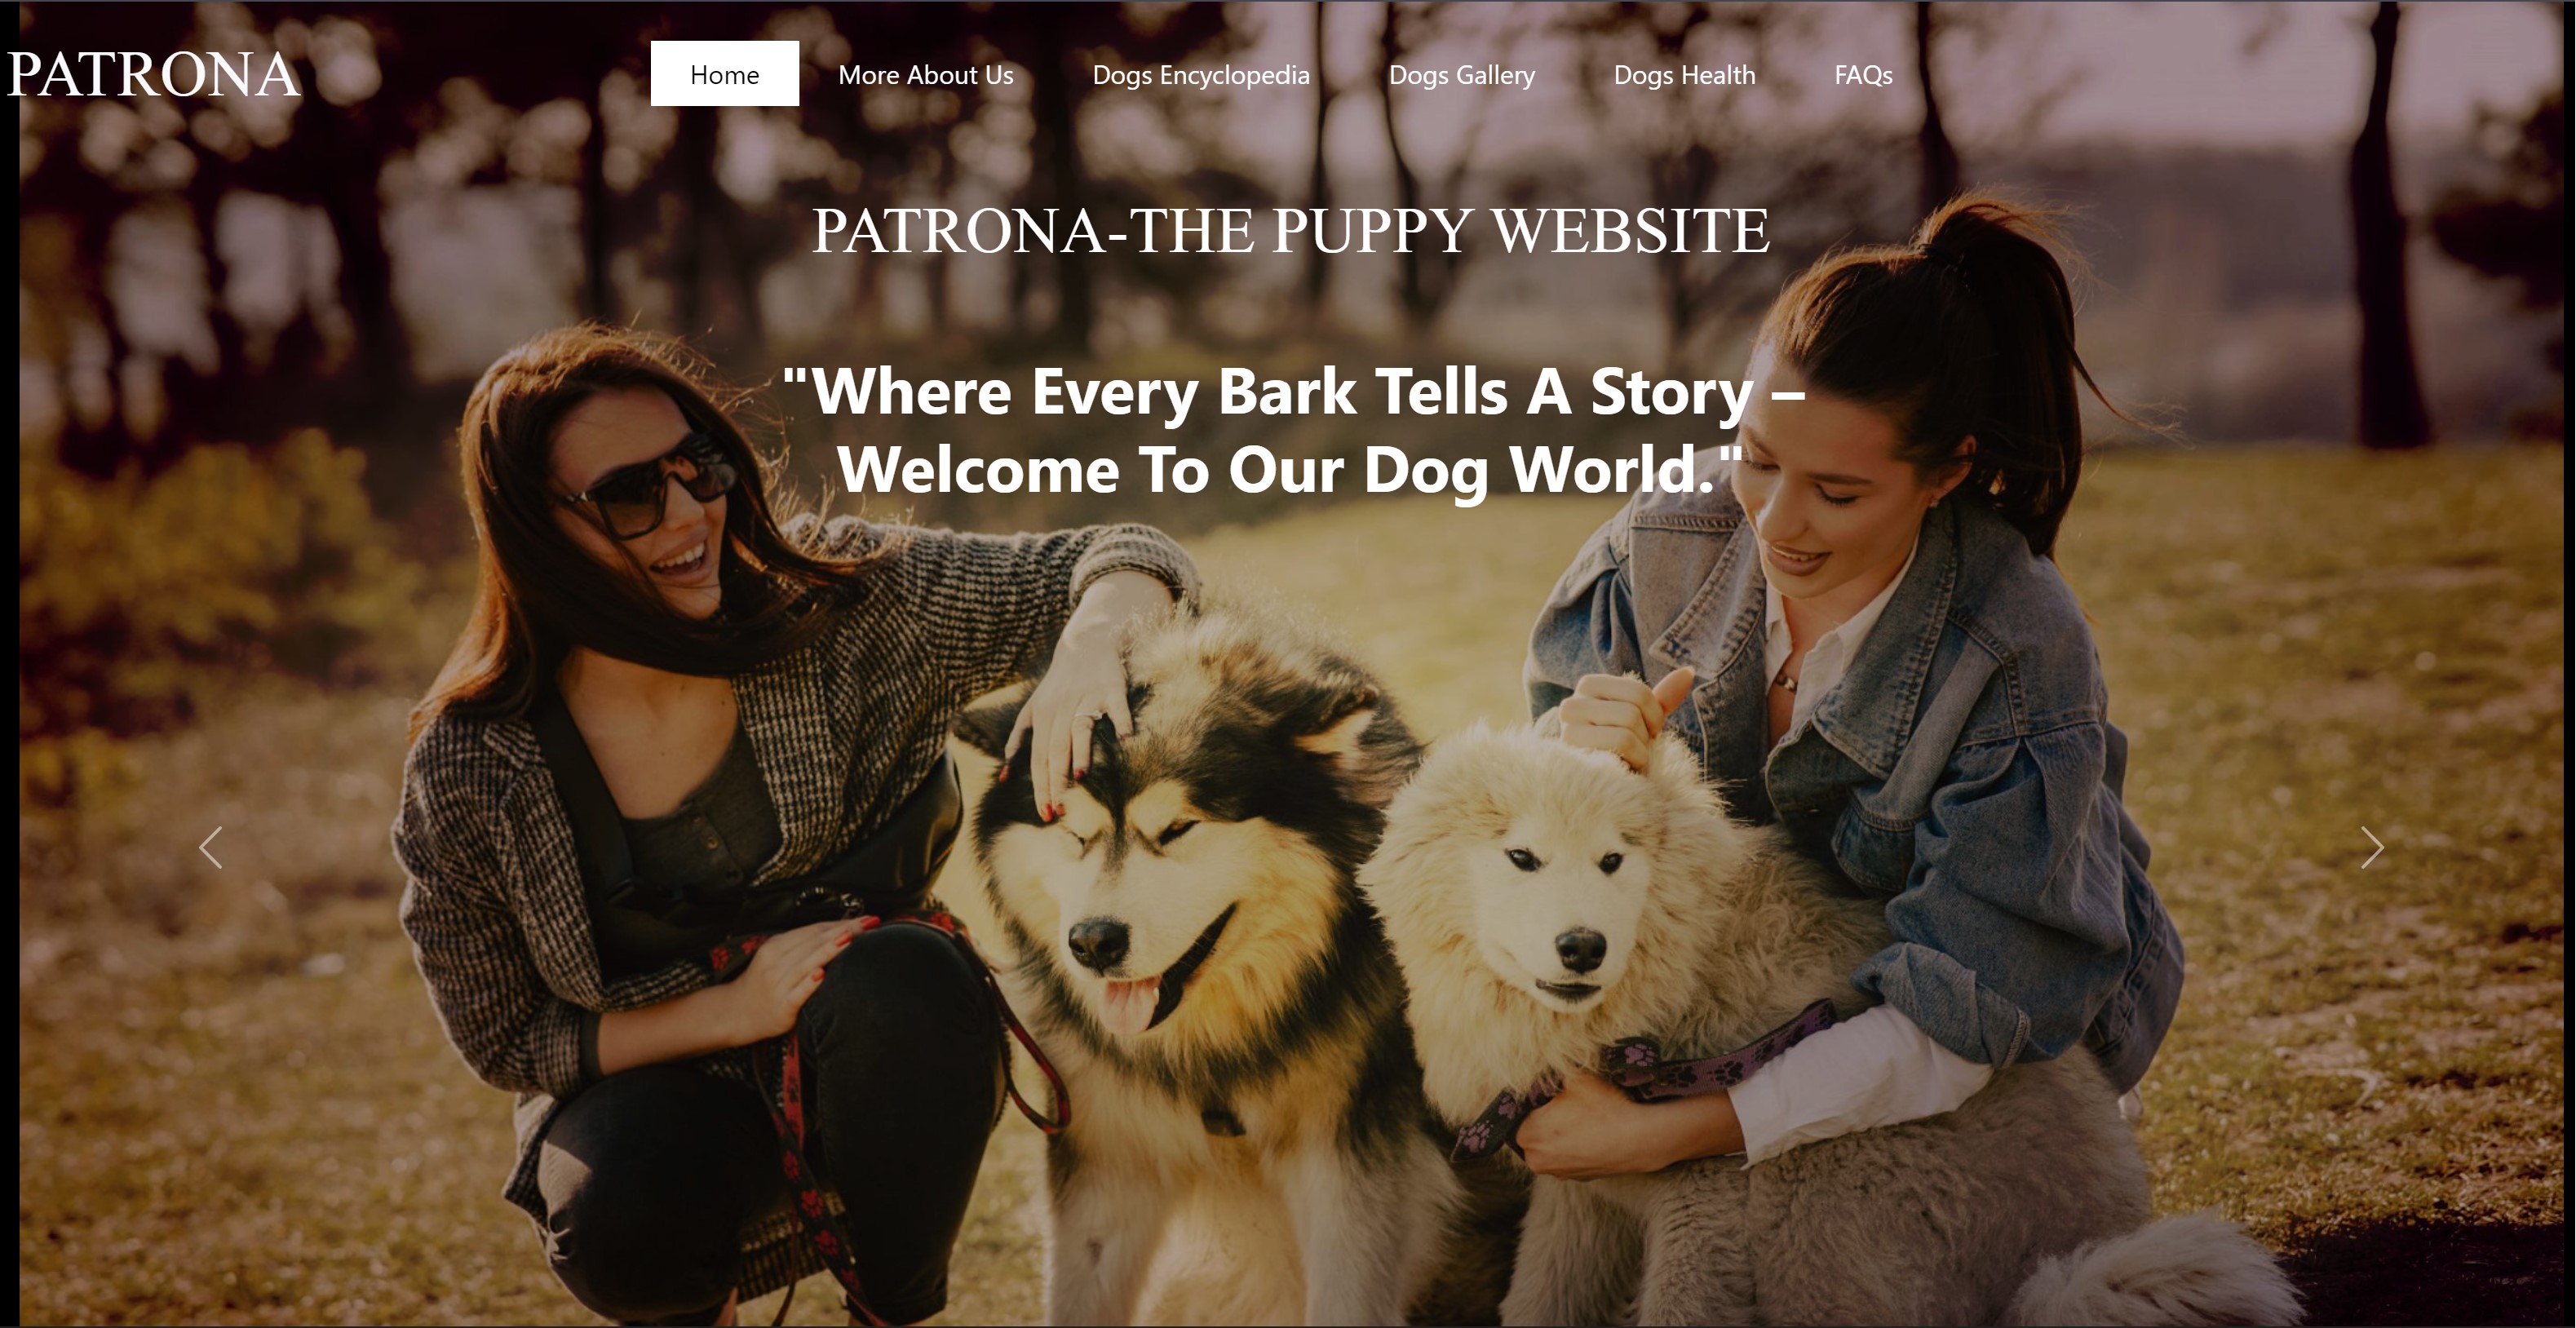 PATRONA
Home More About Us Dogs Encyclopedia Dogs Gallery Dogs Health FAQs
PATRONA-THE PUPPY WEBSITE
"Where Every Bark Tells A Story –
Welcome To Our Dog World."